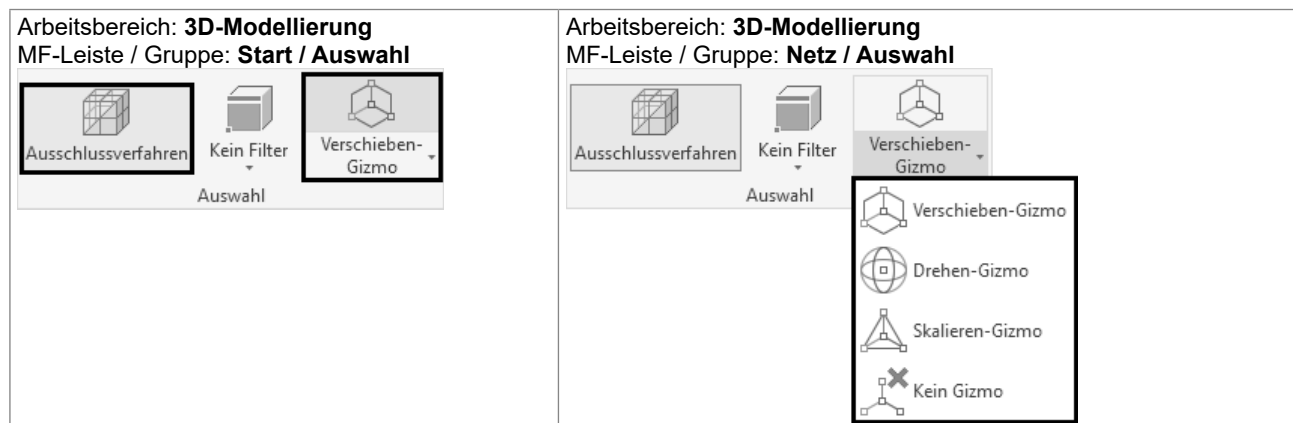 Arbeitsbereich: 3D-Modellierung
MF-Leiste / Gruppe: Start / Auswahl
Ausschlussverfahren
Kein Filter
Verschieben-
Gizmo
Auswahl
Arbeitsbereich: 3D-Modellierung
MF-Leiste / Gruppe: Netz / Auswahl
Ausschlussverfahren
Kein Filter
Verschieben-
Gizmo
Auswahl
Verschieben-Gizmo
Drehen-Gizmo
Skalieren-Gizmo
Kein Gizmo